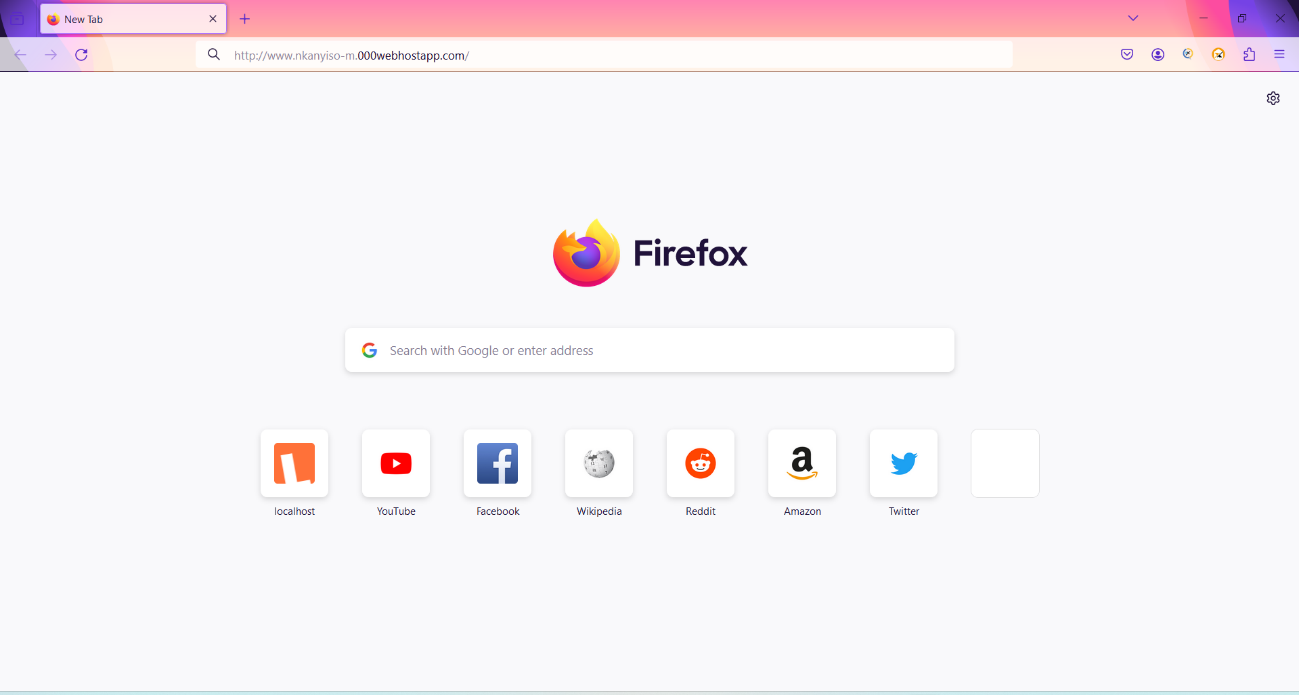 New Tab
http://www.nkanyiso-m.000webhostapp.com/
Firefox
Search with Google or enter address
localhost YouTube Facebook Wikipedia Reddit Amazon Twitter